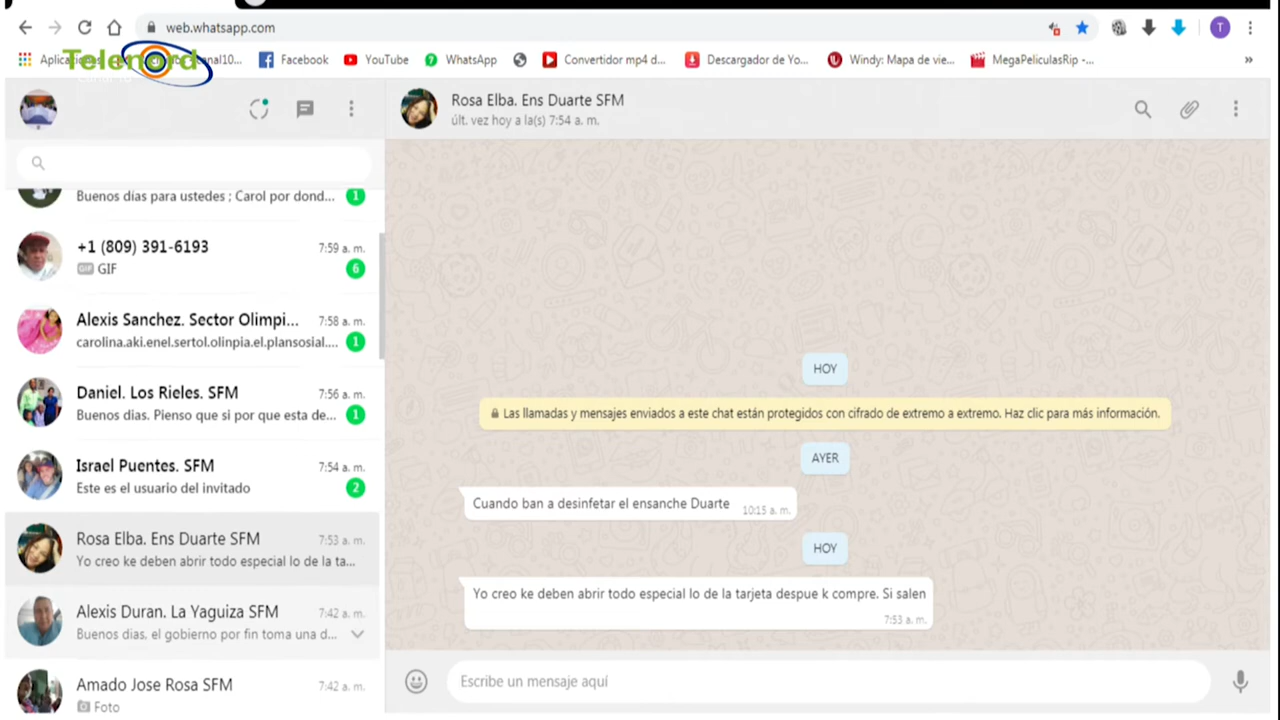 web.whatsapp.com
T
Telenord
Canal 10
Facebook
YouTube
WhatsApp
Convertidor mp4 d...
Descargador de Yo...
Windy: Mapa de vie...
MegaPeliculasRip -...
»
Rosa Elba. Ens Duarte SFM
últ. vez hoy a la(s) 7:54 a. m.
Buenos días para ustedes ; Carol por dond...
1
+1 (809) 391-6193
7:59 a. m.
GIF GIF
6
Alexis Sanchez. Sector Olimpi...
7:58 a. m.
carolina.aki.enel.sertol.olinpia.el.plansosial....
1
Daniel. Los Rieles. SFM
7:56 a. m.
Buenos días. Pienso que si por que esta de...
1
Israel Puentes. SFM
7:54 a. m.
Este es el usuario del invitado
2
Rosa Elba. Ens Duarte SFM
7:53 a. m.
Yo creo ke deben abrir todo especial lo de la ta...
Alexis Duran. La Yaguiza SFM
7:42 a. m.
Buenos días, el gobierno por fin toma una d...
Amado Jose Rosa SFM
7:42 a. m.
Foto
HOY
Las llamadas y mensajes enviados a este chat están protegidos con cifrado de extremo a extremo. Haz clic para más información.
AYER
Cuando ban a desinfetar el ensanche Duarte
10:15 a. m.
HOY
Yo creo ke deben abrir todo especial lo de la tarjeta despue k compre. Si salen
7:53 a. m.
Escribe un mensaje aquí